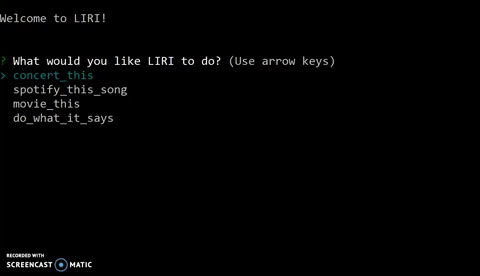 Welcome to LIRI!
? What would you like LIRI to do? (Use arrow keys)
> concert_this
spotify_this_song
movie_this
do_what_it_says
RECORDED WITH
SCREENCAST MATIC